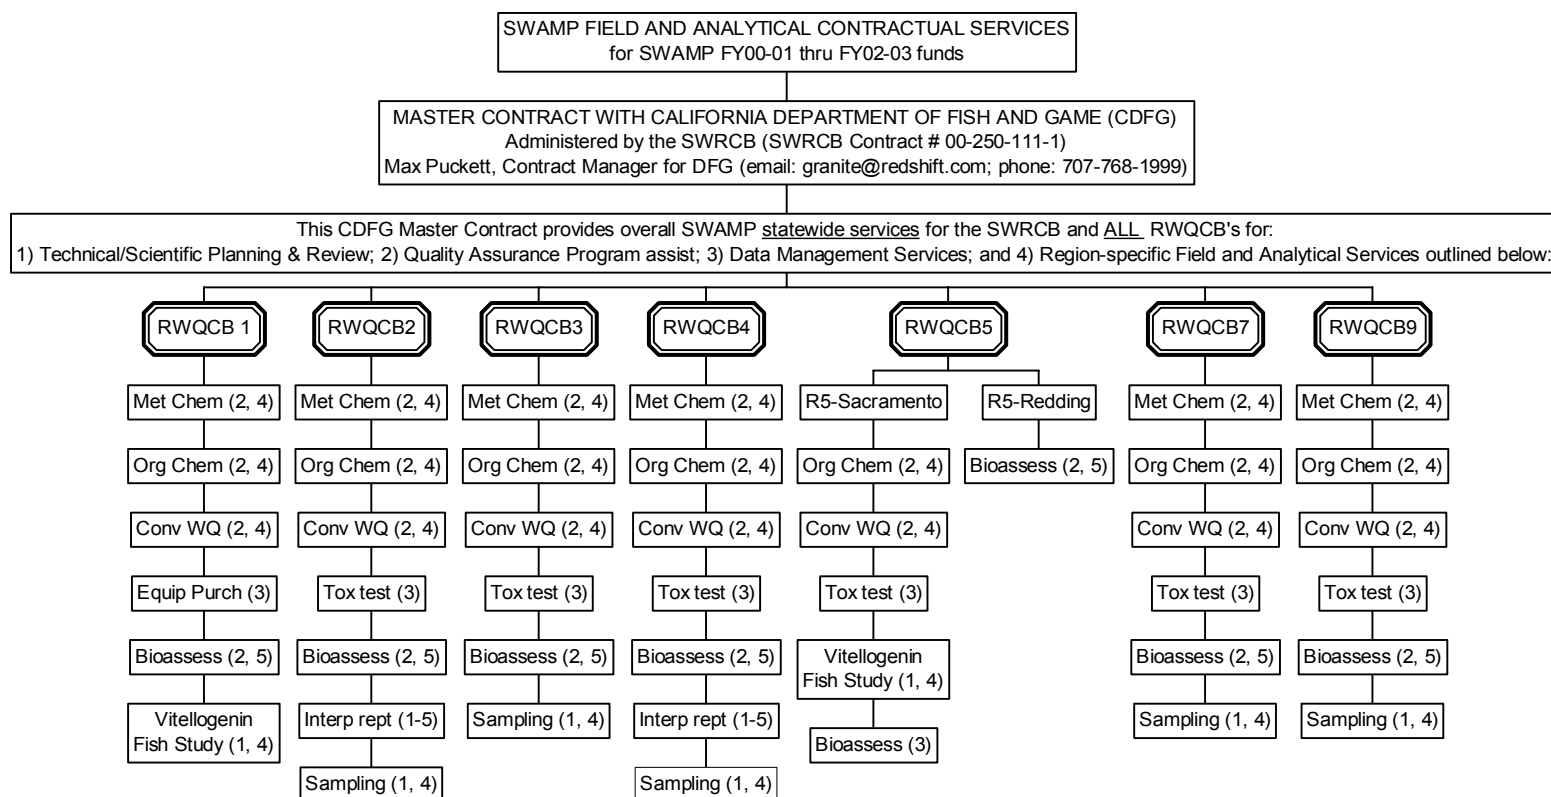 SWAMP FIELD AND ANALYTICAL CONTRACTUAL SERVICES
for SWAMP FY00-01 thru FY02-03 funds
MASTER CONTRACT WITH CALIFORNIA DEPARTMENT OF FISH AND GAME (CDFG)
Administered by the SWRCB (SWRCB Contract # 00-250-111-1)
Max Puckett, Contract Manager for DFG (email: granite@redshift.com; phone: 707-768-1999)
This CDFG Master Contract provides overall SWAMP statewide services for the SWRCB and ALL RWQCB's for:
1) Technical/Scientific Planning & Review; 2) Quality Assurance Program assist; 3) Data Management Services; and 4) Region-specific Field and Analytical Services outlined below:
RWQCB 1
Met Chem (2, 4)
Org Chem (2, 4)
Conv WQ (2, 4)
Equip Purch (3)
Bioassess (2, 5)
Vitellogenin
Fish Study (1, 4)
RWQCB2
Met Chem (2, 4)
Org Chem (2, 4)
Conv WQ (2, 4)
Tox test (3)
Bioassess (2, 5)
Interp rept (1-5)
Sampling (1, 4)
RWQCB3
Met Chem (2, 4)
Org Chem (2, 4)
Conv WQ (2, 4)
Tox test (3)
Bioassess (2, 5)
Sampling (1, 4)
RWQCB4
Met Chem (2, 4)
Org Chem (2, 4)
Conv WQ (2, 4)
Tox test (3)
Bioassess (2, 5)
Interp rept (1-5)
Sampling (1, 4)
RWQCB5
R5-Sacramento
Org Chem (2, 4)
Conv WQ (2, 4)
Tox test (3)
Vitellogenin
Fish Study (1, 4)
Bioassess (3)
R5-Redding
Bioassess (2, 5)
RWQCB7
Met Chem (2, 4)
Org Chem (2, 4)
Conv WQ (2, 4)
Tox test (3)
Bioassess (2, 5)
Sampling (1, 4)
RWQCB9
Met Chem (2, 4)
Org Chem (2, 4)
Conv WQ (2, 4)
Tox test (3)
Bioassess (2, 5)
Sampling (1, 4)